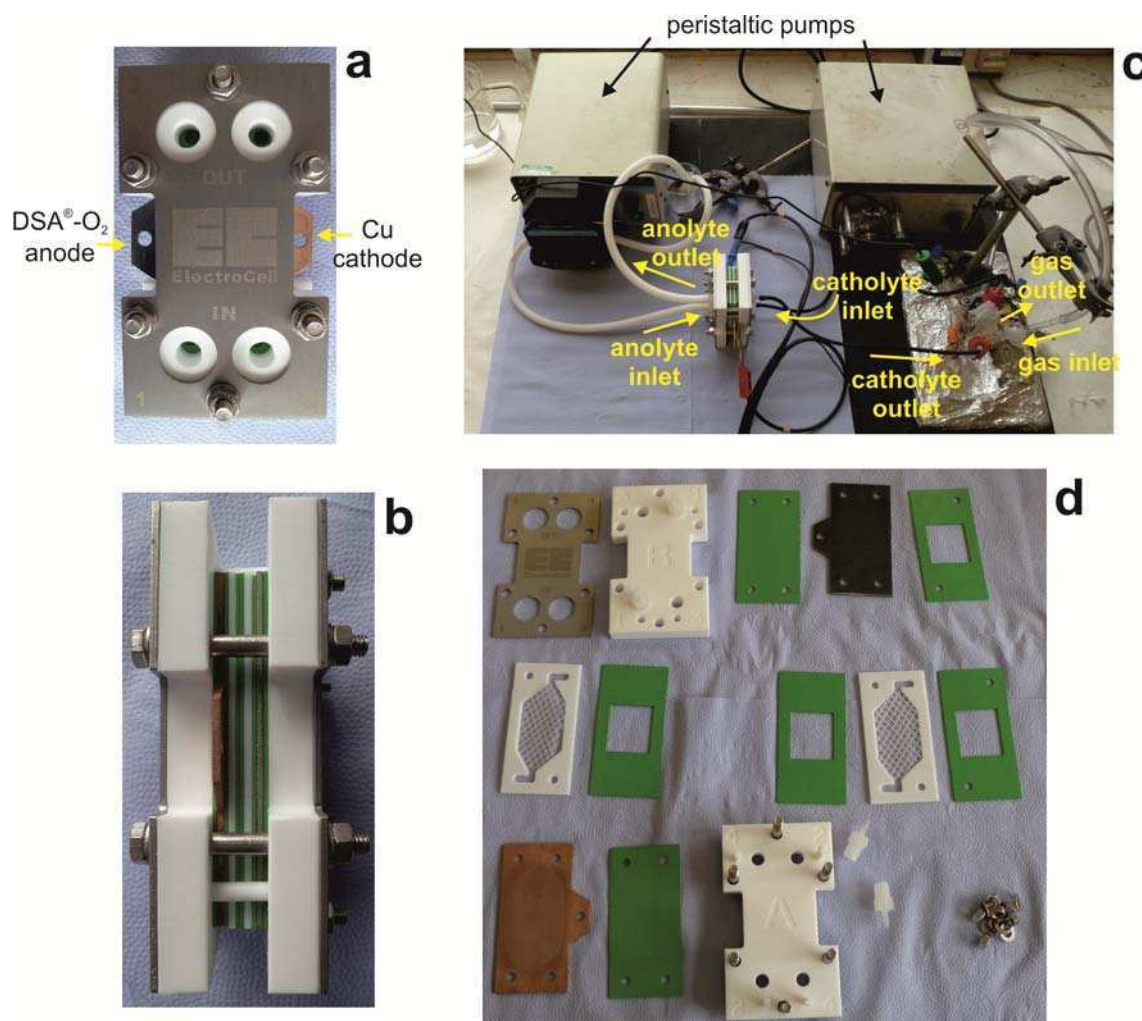 a
OUT
DSA®-O₂
anode
Cu
cathode
ElectroCell
IN
1
peristaltic pumps
c
anolyte
outlet
catholyte
inlet
gas
outlet
anolyte
inlet
gas inlet
catholyte
outlet
b
d
B
A